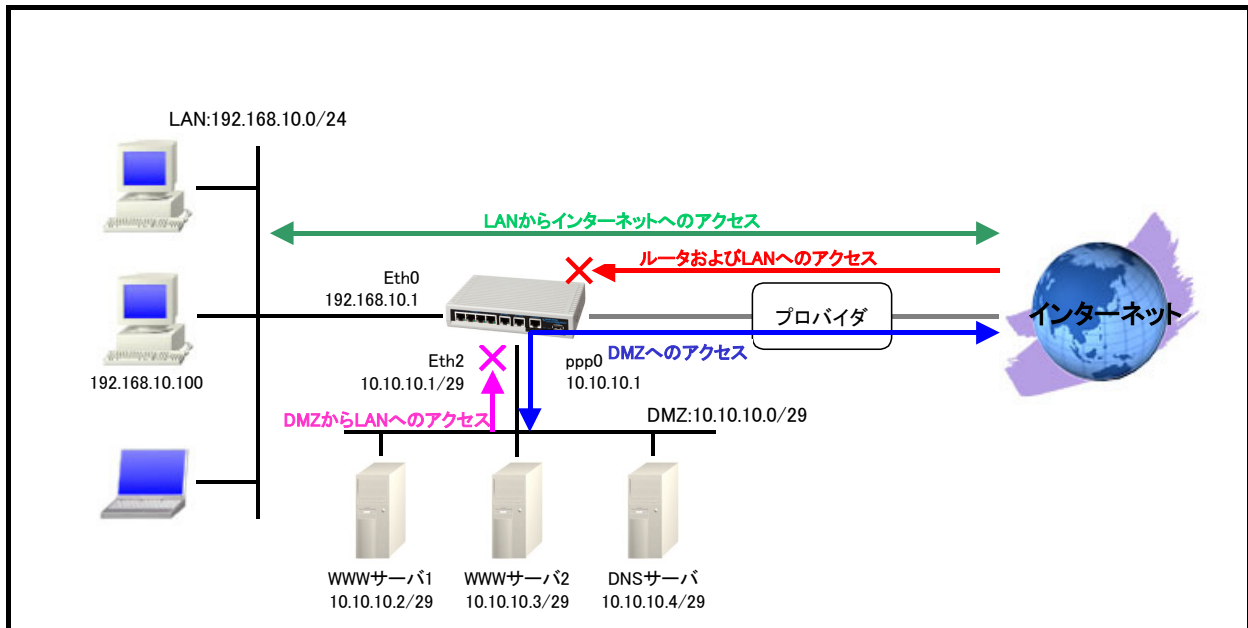 LAN:192.168.10.0/24
LANからインターネットへのアクセス
ルータおよびLANへのアクセス
Eth0
192.168.10.1
プロバイダ
インターネット
192.168.10.100
Eth2
10.10.10.1/29
ppp0
10.10.10.1
DMZへのアクセス
DMZからLANへのアクセス
DMZ:10.10.10.0/29
WWWサーバ1
10.10.10.2/29
WWWサーバ2
10.10.10.3/29
DNSサーバ
10.10.10.4/29